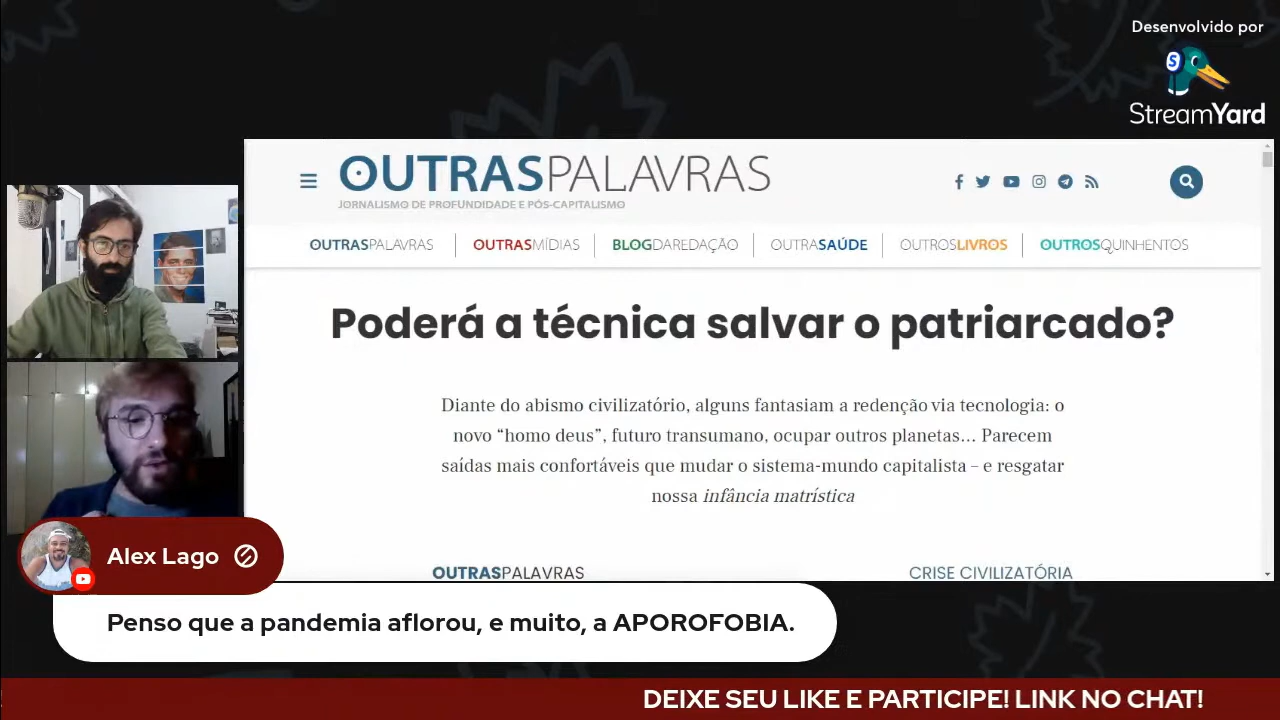 Desenvolvido por
StreamYard
OUTRASPALAVRAS
JORNALISMO DE PROFUNDIDADE E PÓS-CAPITALISMO
OUTRASPALAVRAS
OUTRASMÍDIAS
BLOGDAREDAÇÃO
OUTRASAÚDE
OUTROSLIVROS
OUTROSQUINHENTOS
Poderá a técnica salvar o patriarcado?
Diante do abismo civilizatório, alguns fantasiam a redenção via tecnologia: o
novo “homo deus”, futuro transumano, ocupar outros planetas… Parecem
saídas mais confortáveis que mudar o sistema-mundo capitalista – e resgatar
nossa infância matrística
OUTRASPALAVRAS
CRISE CIVILIZATÓRIA
Alex Lago
Penso que a pandemia aflorou, e muito, a APOROFOBIA.
DEIXE SEU LIKE E PARTICIPE! LINK NO CHAT!